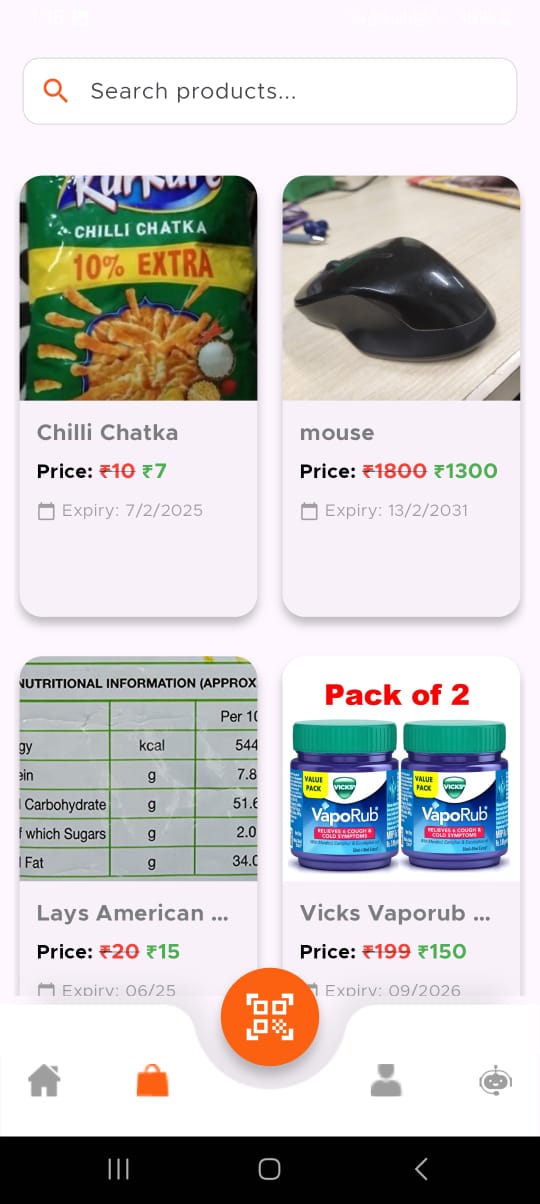 Search products...
Kurkure
CHILLI CHATKA
10% EXTRA
Chilli Chatka
Price: ₹10 ₹7
Expiry: 7/2/2025
mouse
Price: ₹1800 ₹1300
Expiry: 13/2/2031
NUTRITIONAL INFORMATION (APPROX
Per 10
gy kcal 544
ein g 7.8
l Carbohydrate g 51.6
f which Sugars g 2.0
l Fat g 34.0
Lays American ...
Price: ₹20 ₹15
Expiry: 06/25
Pack of 2
VALUE PACK VICKS
VapoRub
RELIEVES 6 COUGH &
COLD SYMPTOMS
VALUE PACK VICKS
VapoRub
RELIEVES 6 COUGH &
COLD SYMPTOMS
Vicks Vaporub ...
Price: ₹199 ₹150
Expiry: 09/2026